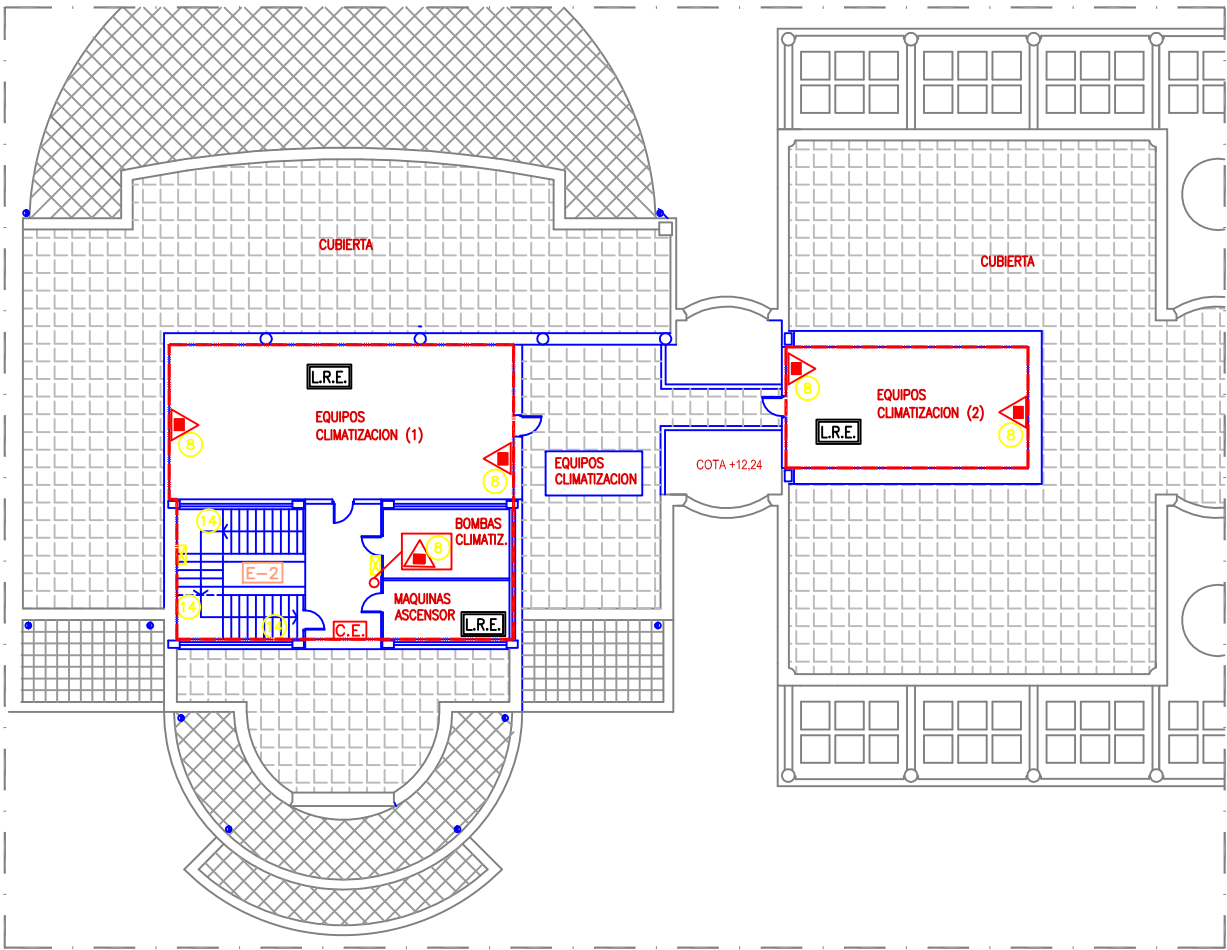 CUBIERTA
CUBIERTA
L.R.E.
EQUIPOS
CLIMATIZACION (1)
8
8
EQUIPOS
CLIMATIZACION
COTA +12,24
8
EQUIPOS
CLIMATIZACION (2)
L.R.E.
8
14
BOMBAS
CLIMATIZ.
8
E-2
14
14
MAQUINAS
ASCENSOR
L.R.E.
C.E.